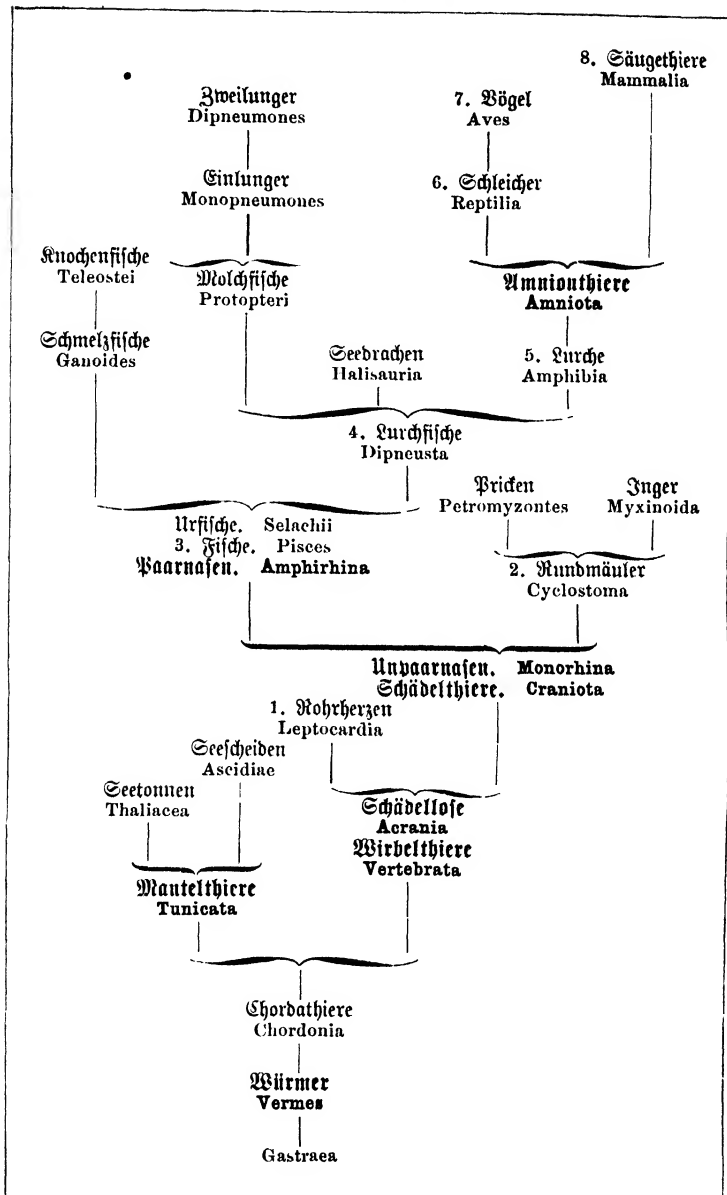 8. Säugethiere
Mammalia
Zweilunger
Dipneumones
7. Vögel
Aves
Einlunger
Monopneumones
6. Schleicher
Reptilia
Knochenfische
Teleostei
Molchfische
Protopteri
Amnionthiere
Amniota
Schmelzfische
Ganoides
Seedrachen
Halisauria
5. Lurche
Amphibia
4. Lurchfische
Dipneusta
Pricken
Petromyzontes
Inger
Myxinoida
Urfische. Selachii
3. Fische. Pisces
Paarnasen. Amphirhina
2. Rundmäuler
Cyclostoma
Unpaarnasen. Monorhina
Schädelthiere. Craniota
1. Rohrherzen
Leptocardia
Seescheiden
Ascidiae
Seetonnen
Thaliacea
Schädellose
Acrania
Wirbelthiere
Vertebrata
Mantelthiere
Tunicata
Chordathiere
Chordonia
Würmer
Vermes
Gastraea